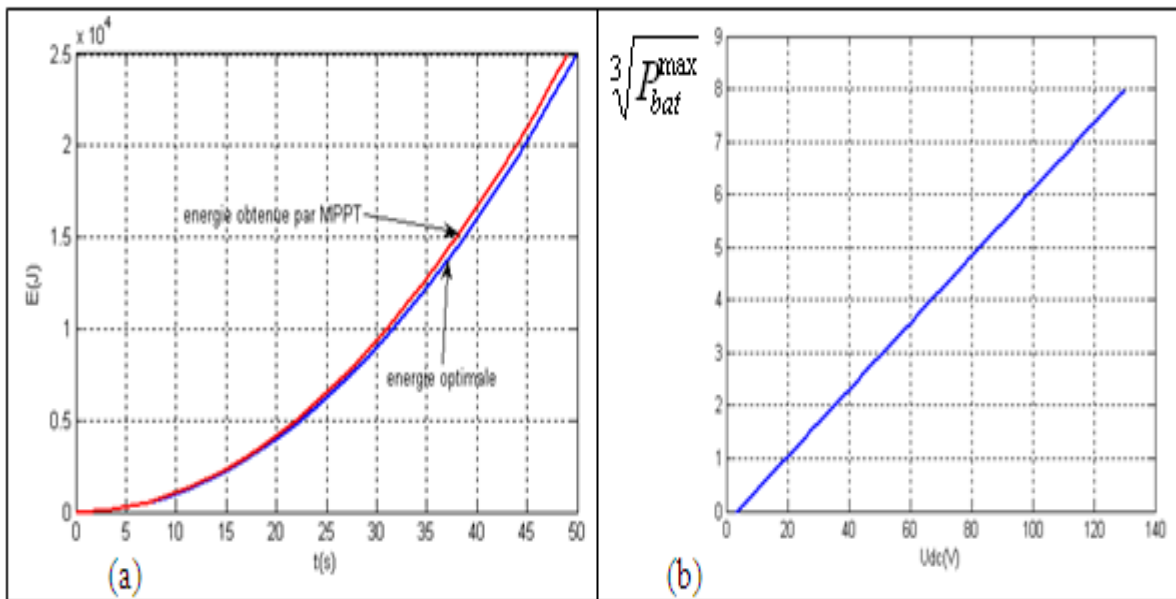 x 10⁴
2.5
2
1.5
1
0.5
0
0 5 10 15 20 25 30 35 40 45 50
E(J)
t(s)
energie obtenue par MPPT
energie optimale
(a)
∛P_bat^max
9
8
7
6
5
4
3
2
1
0
0 20 40 60 80 100 120 140
Udc(V)
(b)